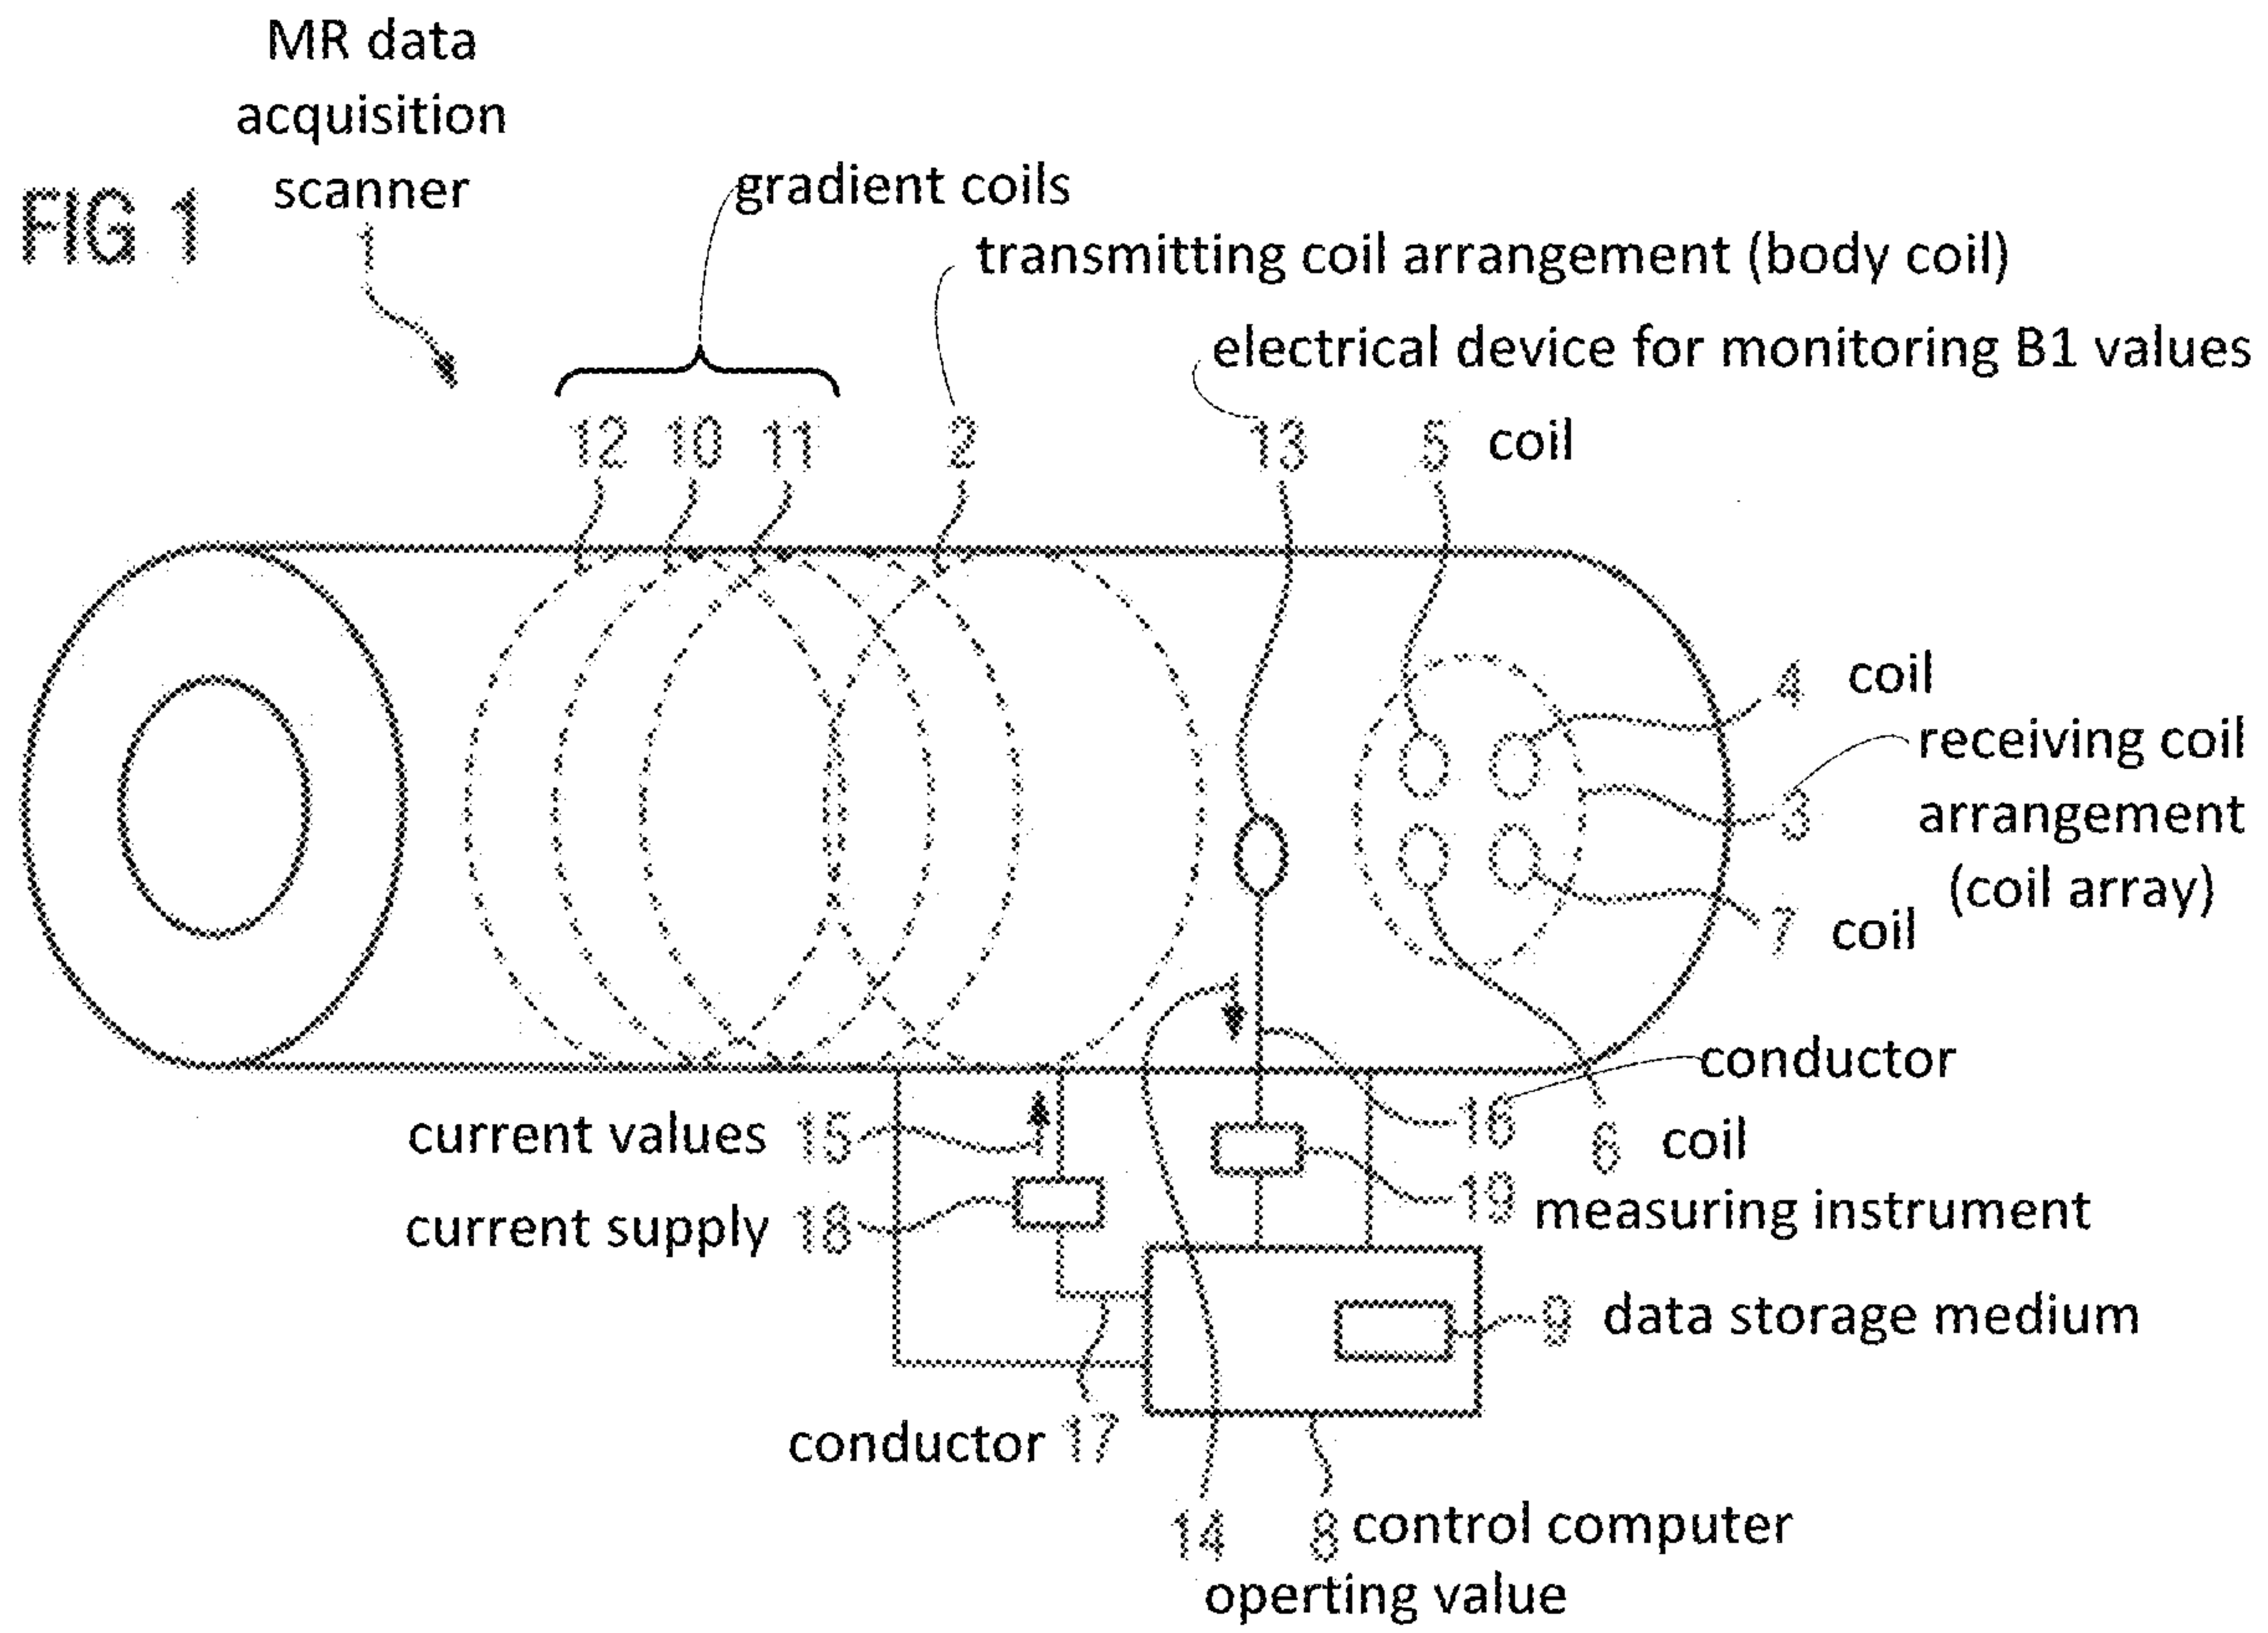 MR data
acquisition
scanner
FIG 1
1
gradient coils
transmitting coil arrangement (body coil)
electrical device for monitoring B1 values
12 10 11 2 13 5 coil
4 coil
receiving coil
3 arrangement
(coil array)
7 coil
conductor
current values 15
16
6 coil
current supply 18
19 measuring instrument
9 data storage medium
conductor 17
14 8 control computer
operting value